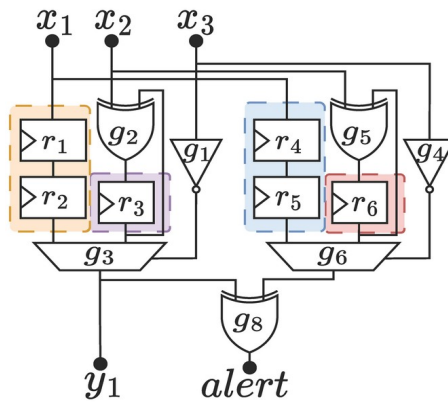 x₁ x₂ x₃
r₁ g₂ g₁ r₄ g₅ g₄
r₂ r₃ r₅ r₆
g₃ g₆
g₈
y₁ alert